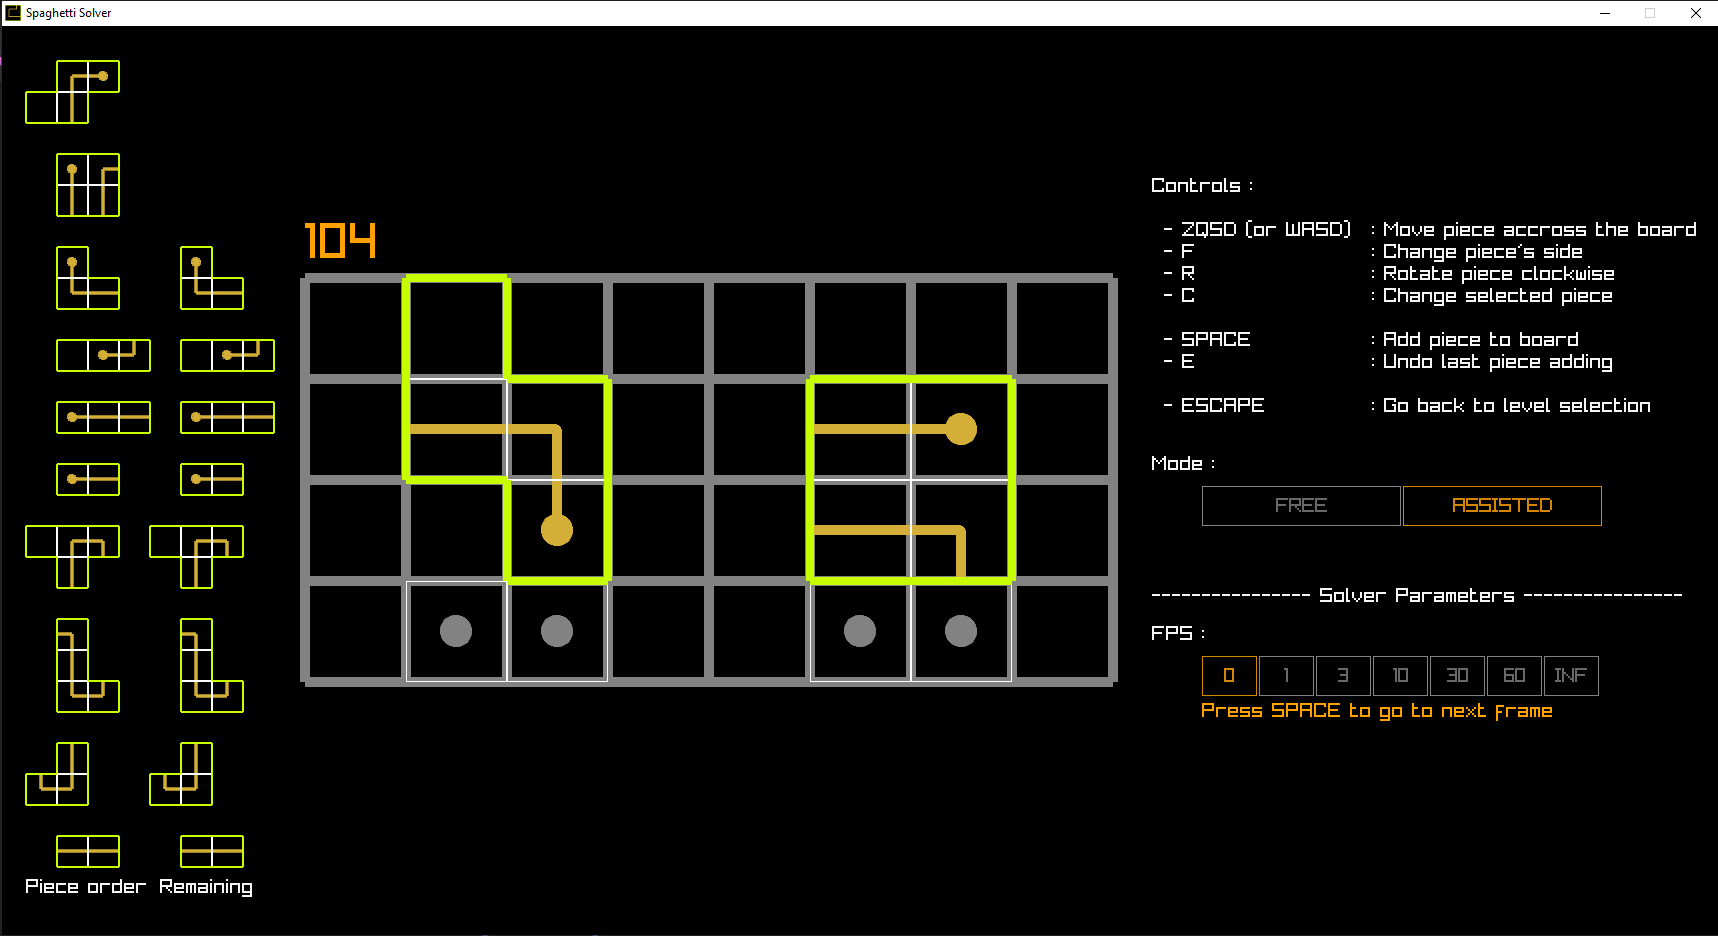 Spaghetti Solver
104
Controls :
- ZQSD (or WASD) : Move piece accross the board
- F : Change piece's side
- R : Rotate piece clockwise
- C : Change selected piece
- SPACE : Add piece to board
- E : Undo last piece adding
- ESCAPE : Go back to level selection
Mode :
FREE ASSISTED
---------------- Solver Parameters ----------------
FPS :
0 1 3 10 30 60 INF
Press SPACE to go to next frame
Piece order Remaining